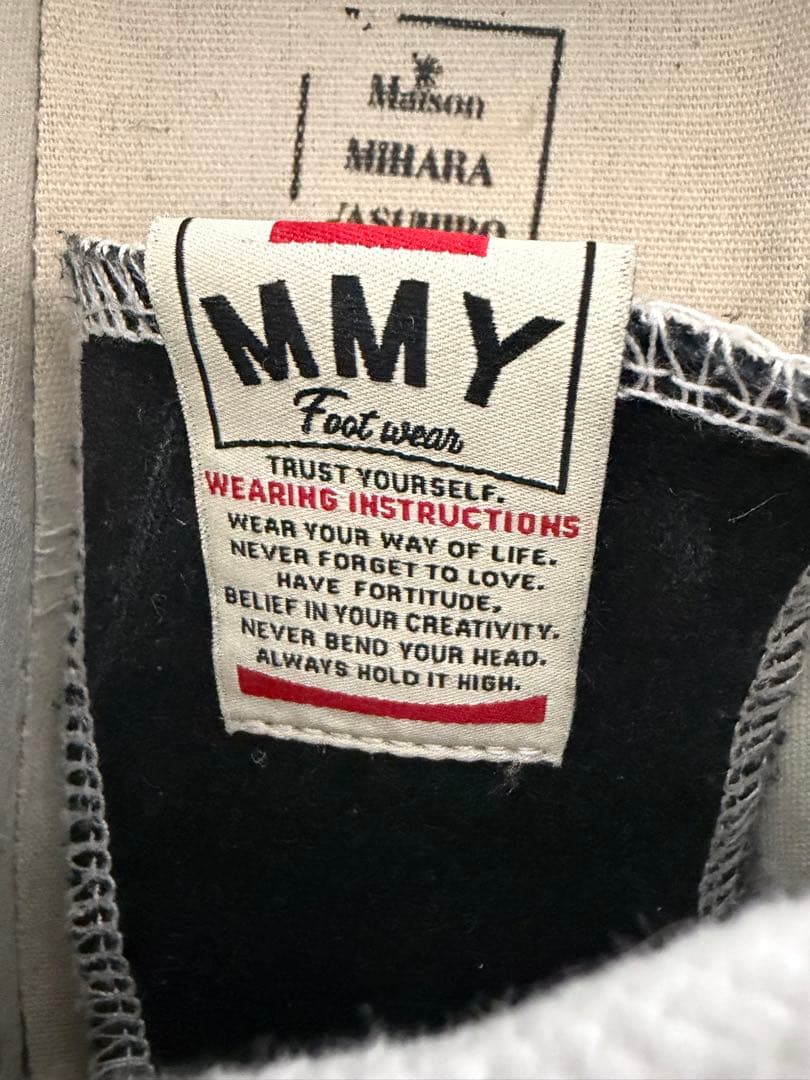 Maison
MIHARA
MMY
Foot wear
TRUST YOURSELF.
WEARING INSTRUCTIONS
WEAR YOUR WAY OF LIFE.
NEVER FORGET TO LOVE.
HAVE FORTITUDE.
BELIEF IN YOUR CREATIVITY.
NEVER BEND YOUR HEAD.
ALWAYS HOLD IT HIGH.